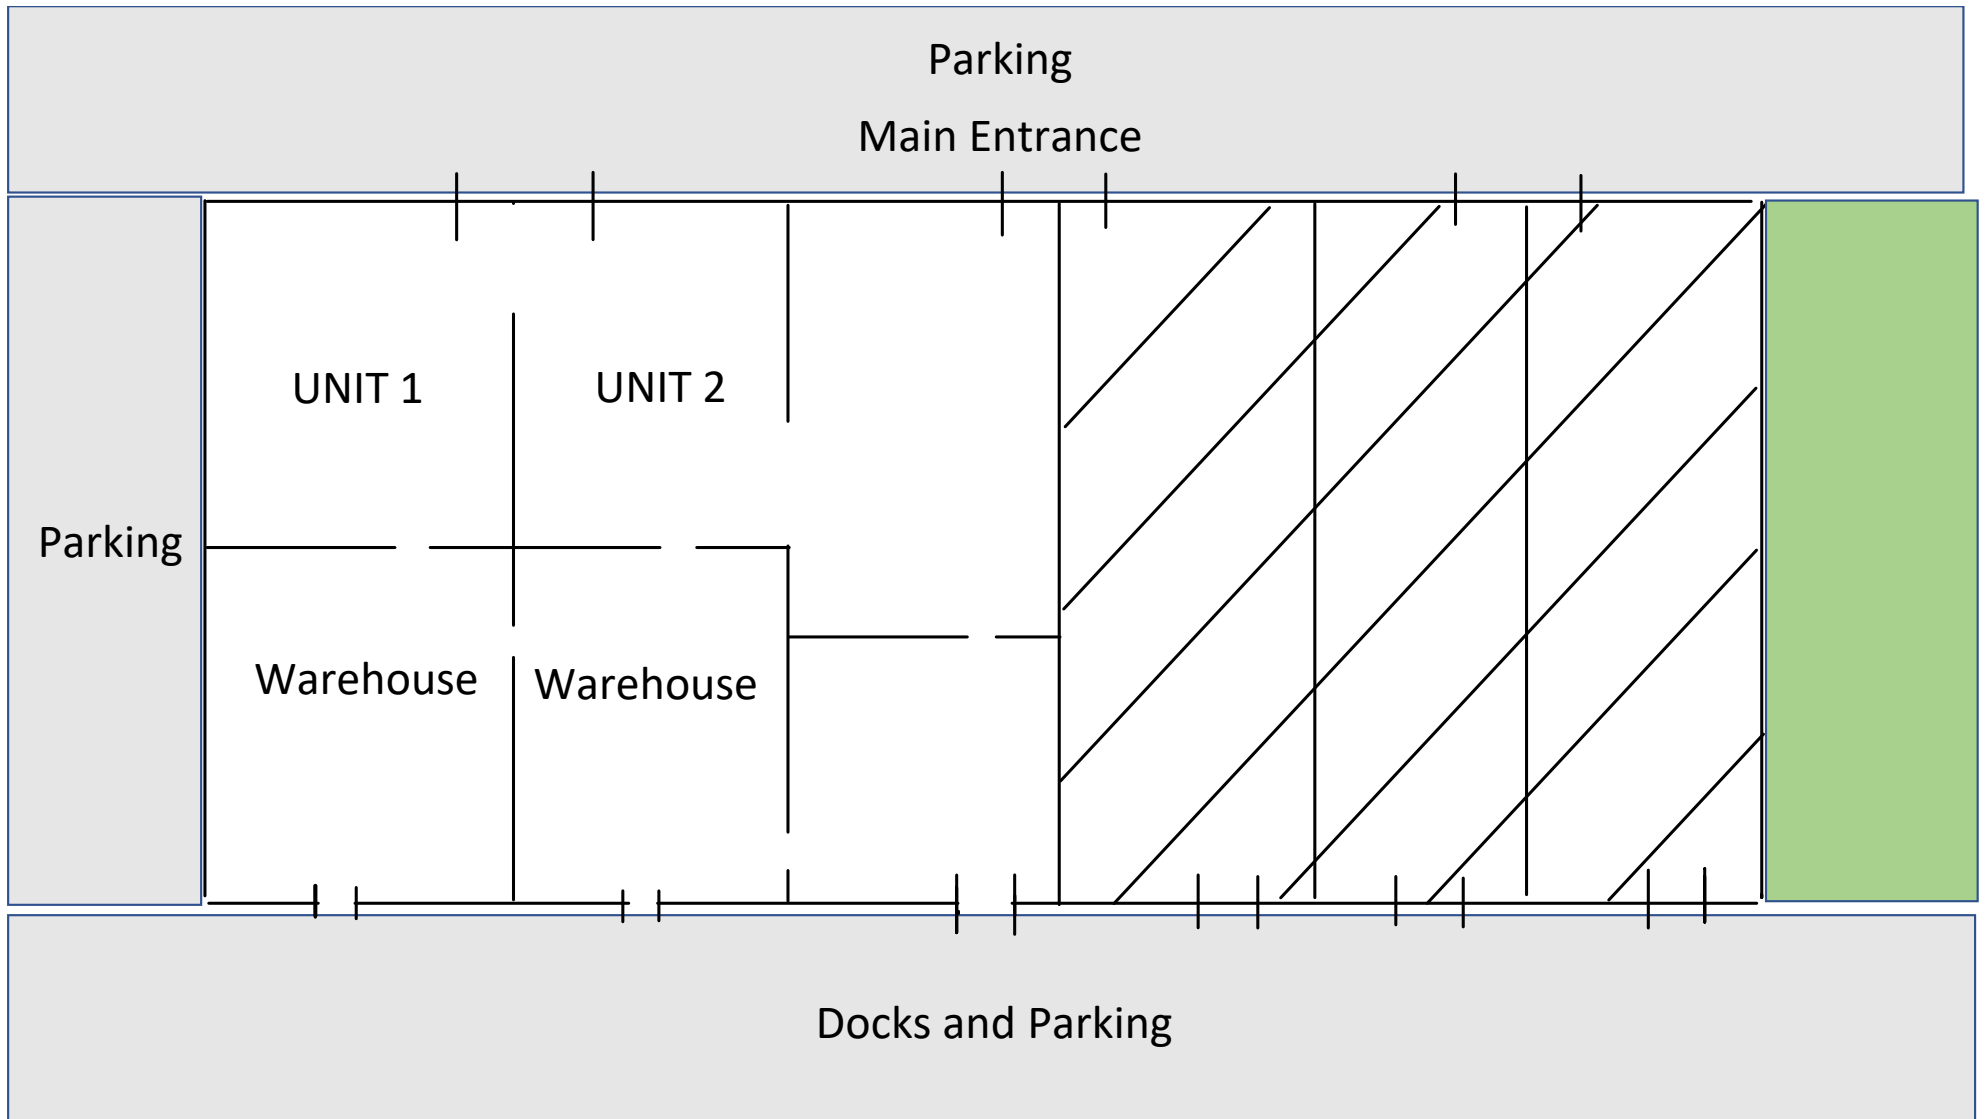 Parking
Main Entrance
UNIT 1
UNIT 2
Parking
Warehouse
Warehouse
Docks and Parking